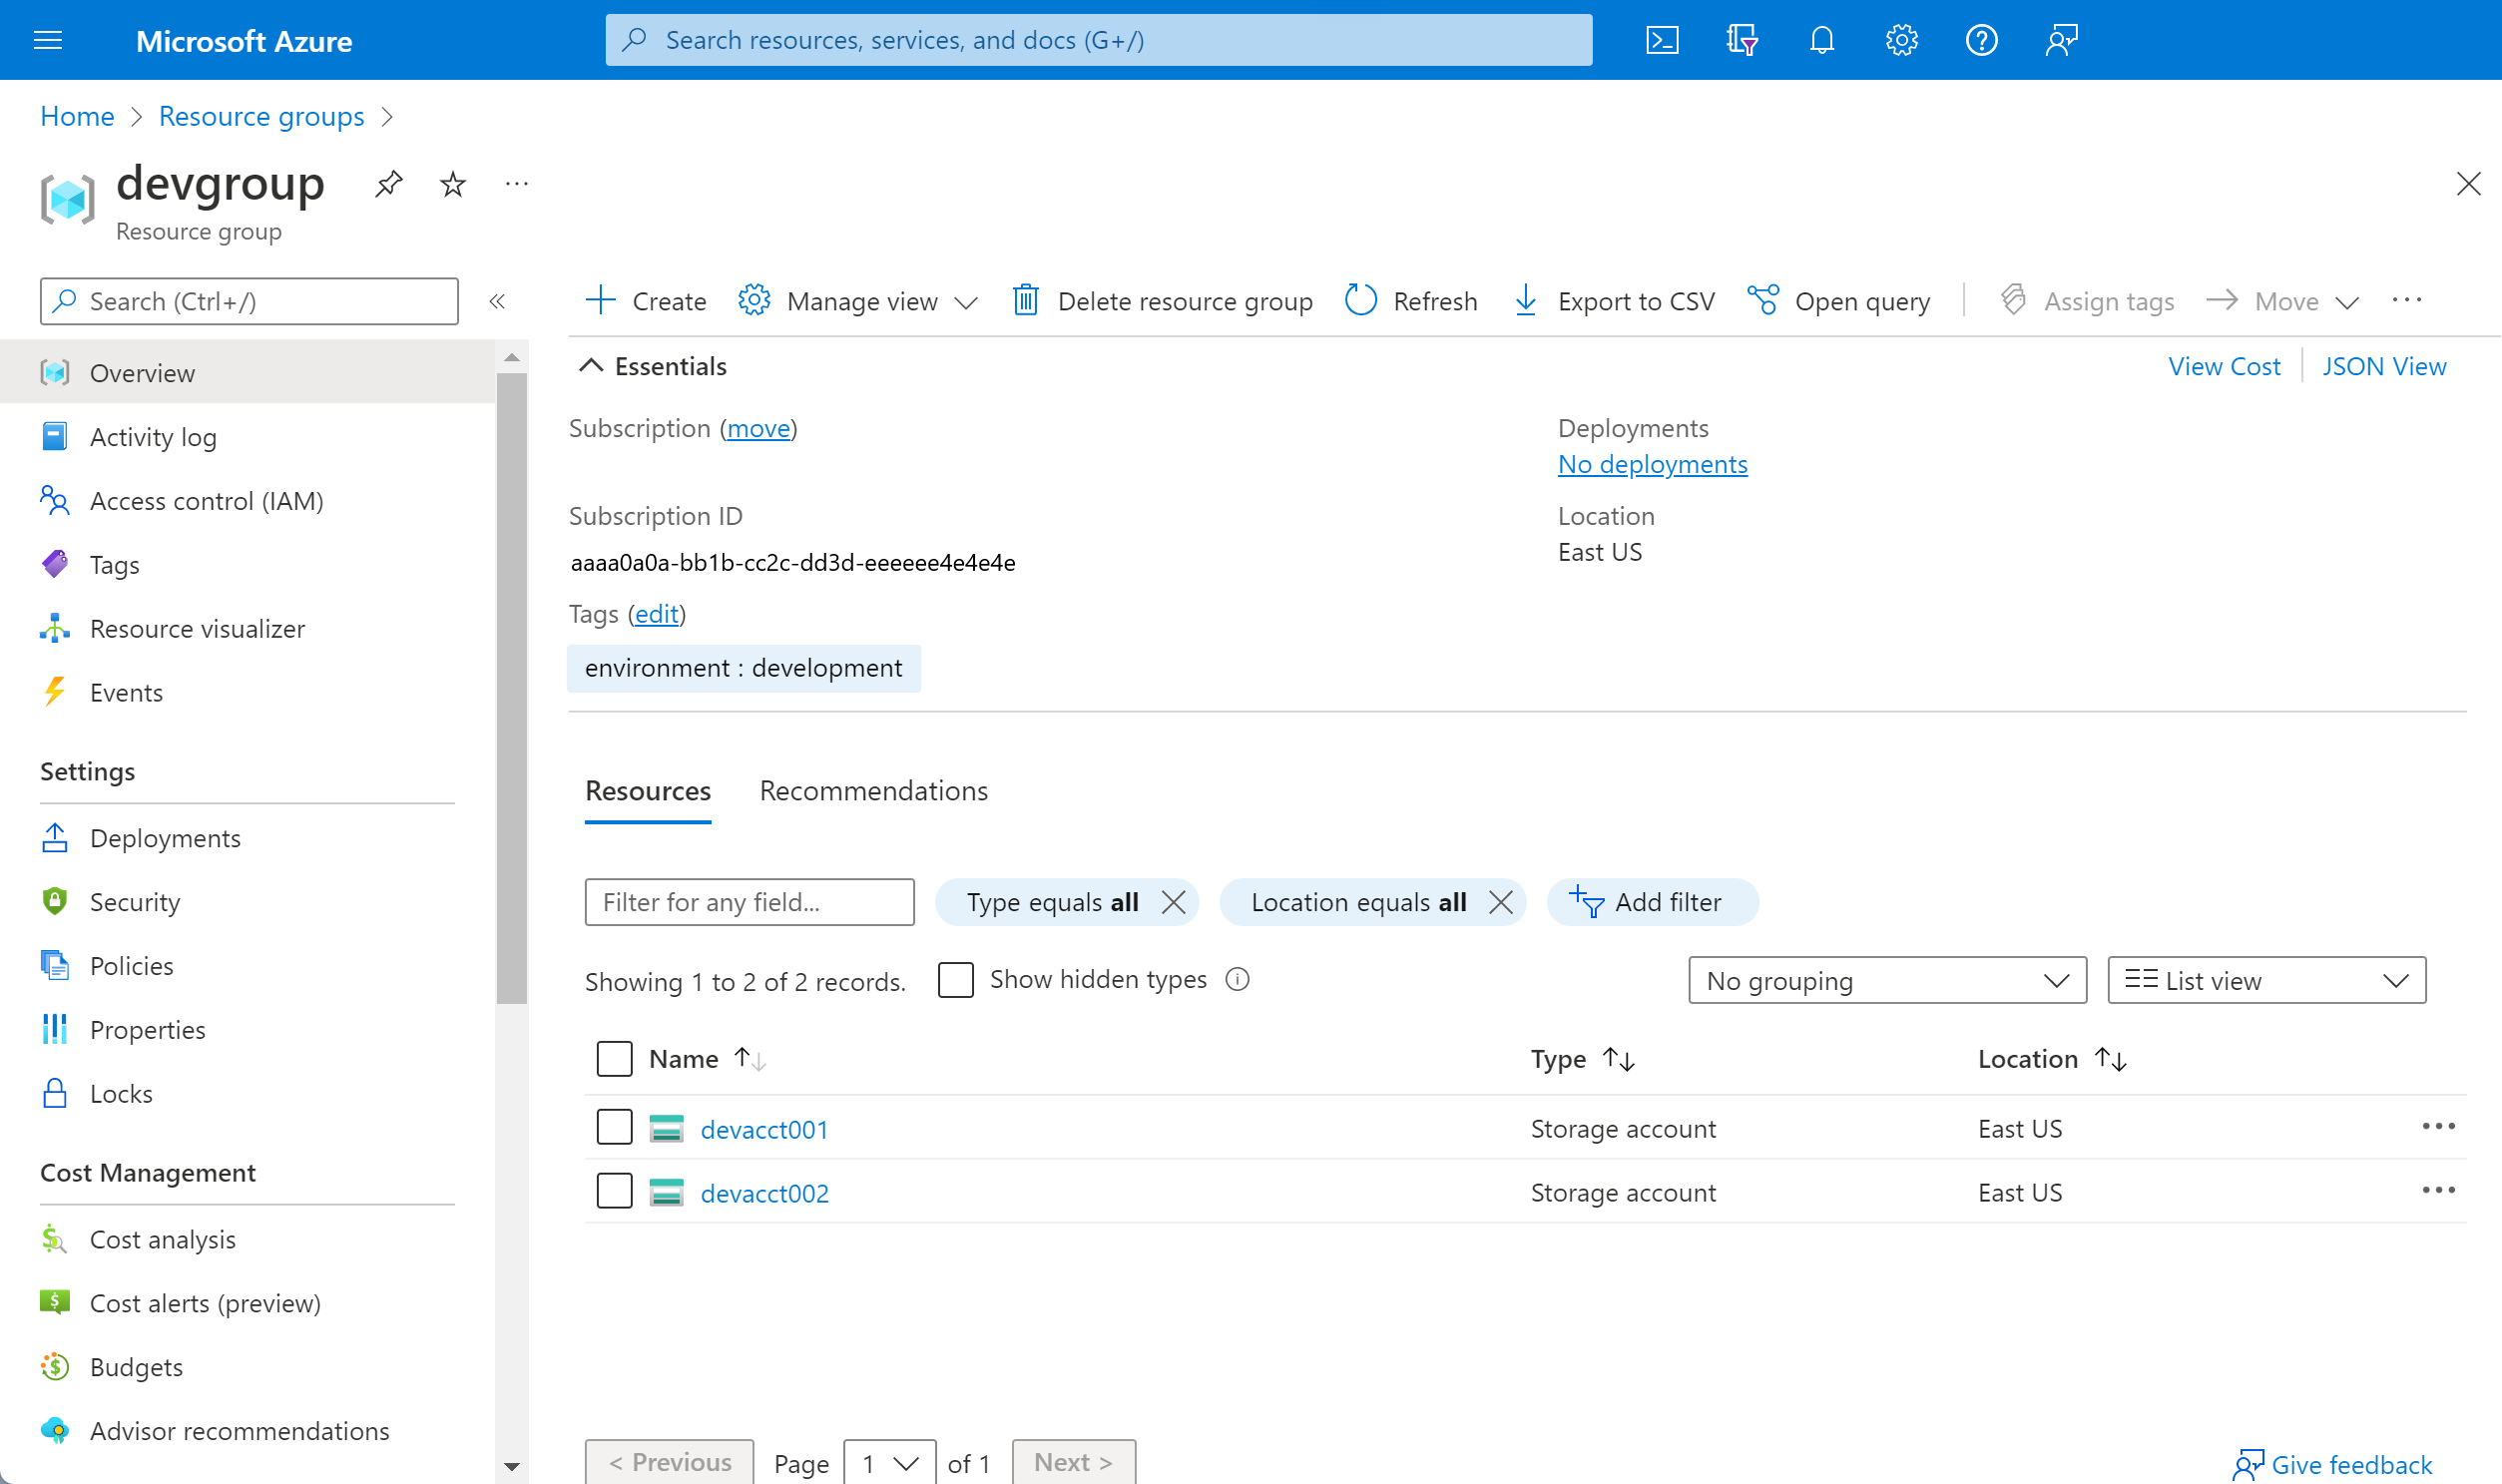 Microsoft Azure
Search resources, services, and docs (G+/)
Home > Resource groups >
devgroup
Resource group
Search (Ctrl+/)
Overview
Activity log
Access control (IAM)
Tags
Resource visualizer
Events
Settings
Deployments
Security
Policies
Properties
Locks
Cost Management
Cost analysis
Cost alerts (preview)
Budgets
Advisor recommendations
Create Manage view Delete resource group Refresh Export to CSV Open query Assign tags Move
Essentials
View Cost JSON View
Subscription (move)
Deployments
No deployments
Subscription ID
aaaa0a0a-bb1b-cc2c-dd3d-eeeeee4e4e4e
Location
East US
Tags (edit)
environment : development
Resources Recommendations
Filter for any field... Type equals all Location equals all Add filter
Showing 1 to 2 of 2 records. Show hidden types No grouping List view
Name Type Location
devacct001 Storage account East US
devacct002 Storage account East US
< Previous Page 1 of 1 Next >
Give feedback